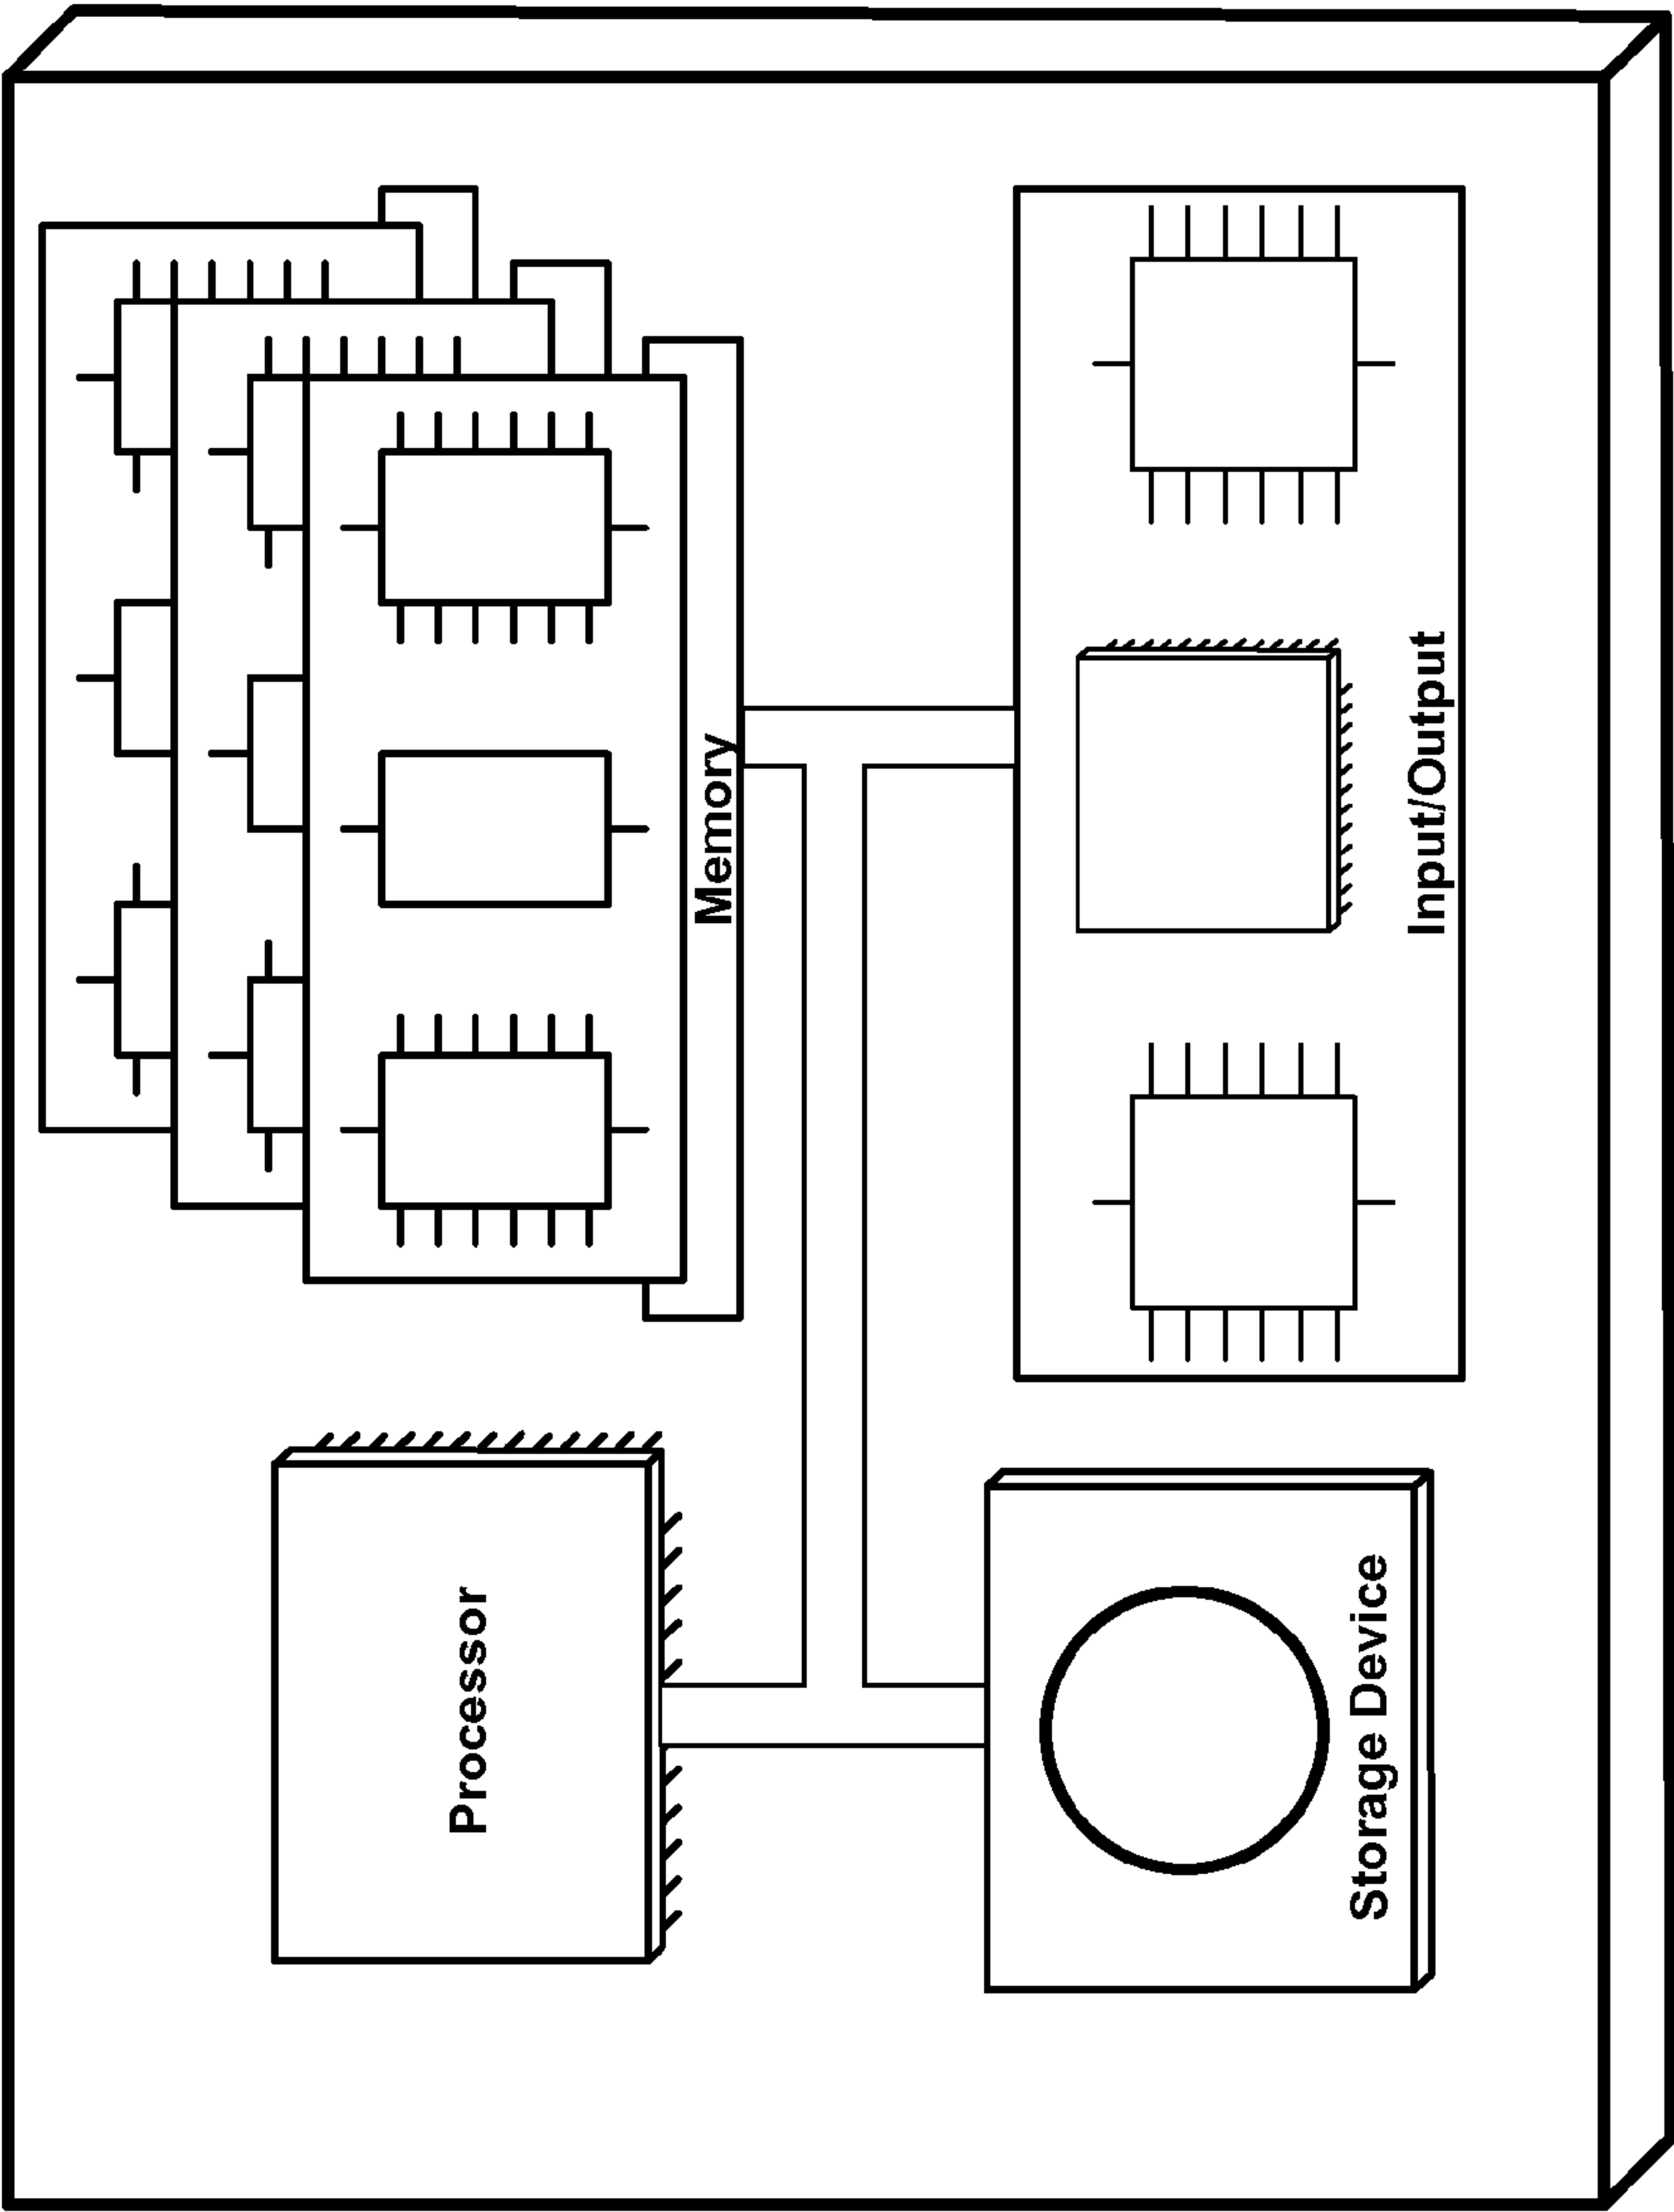 Processor
Memory
Storage Device
Input/Output